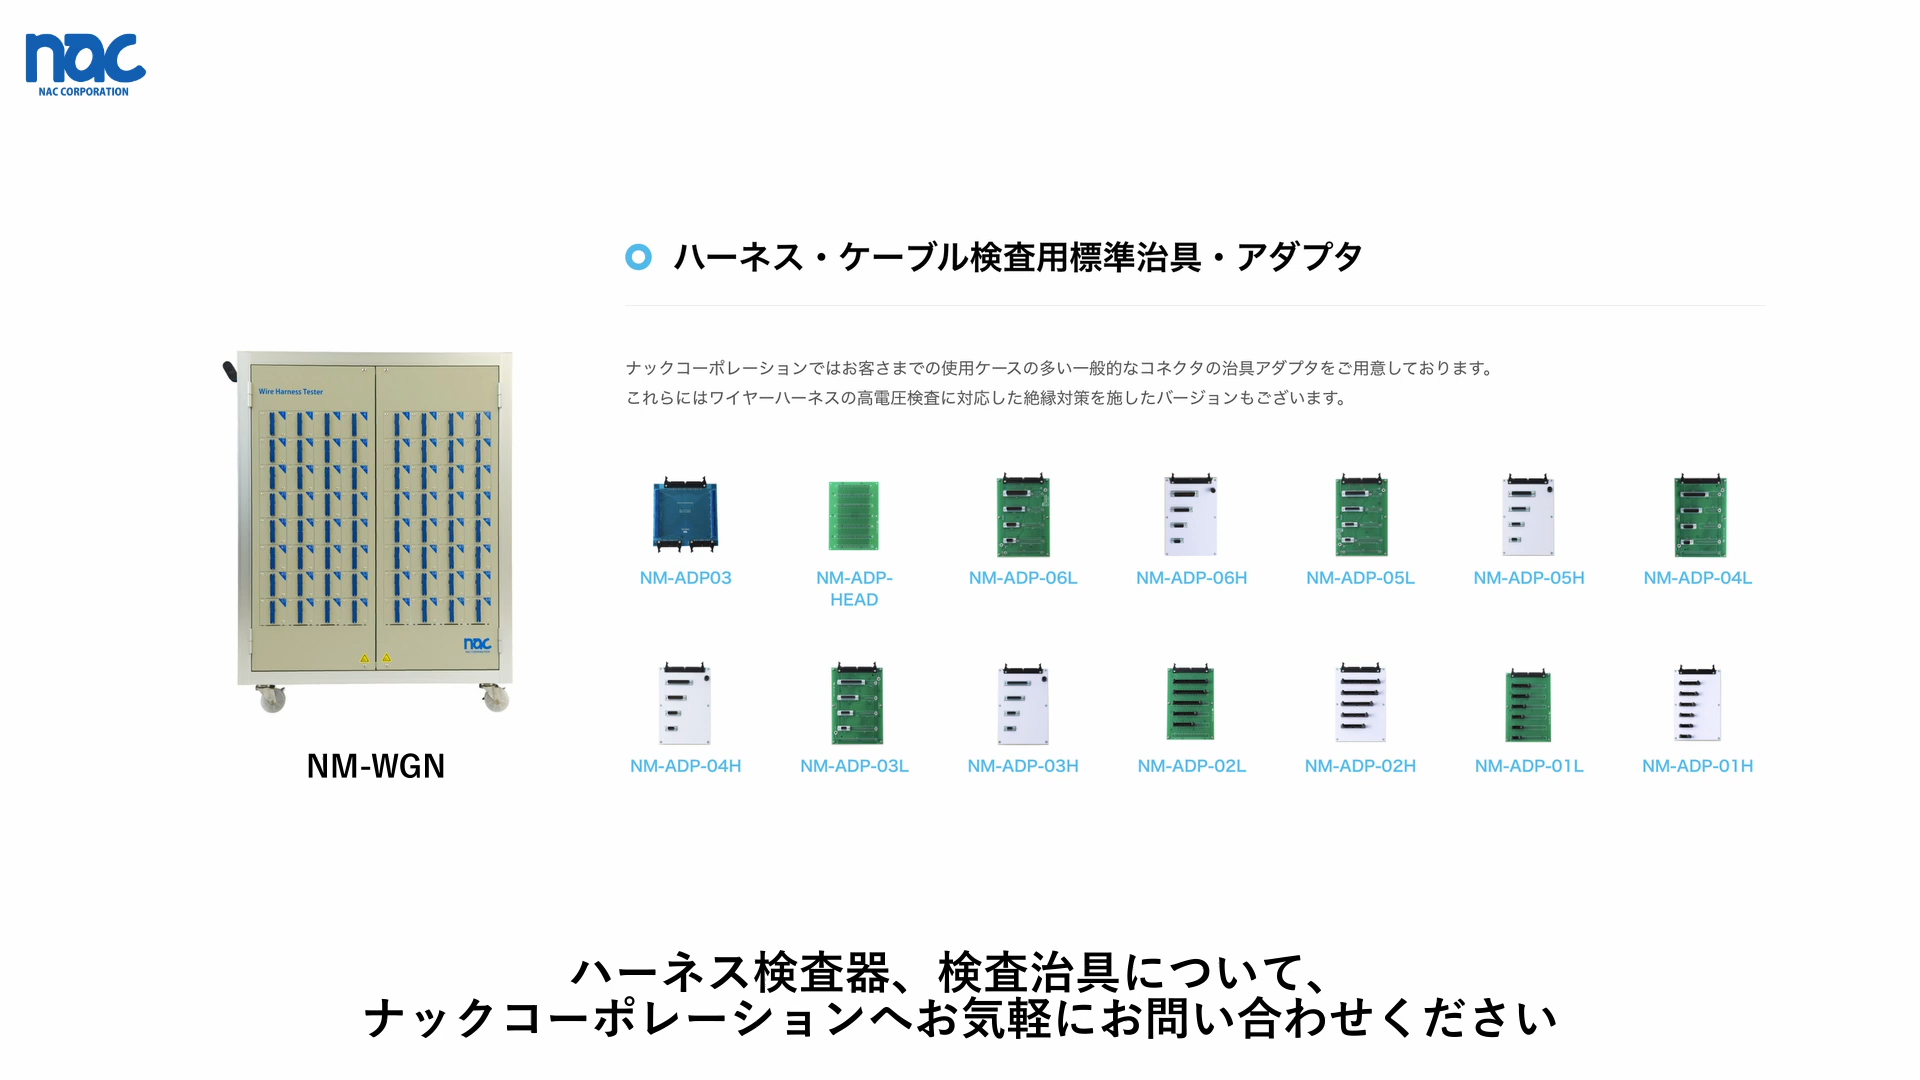 nac
NAC CORPORATION
ハーネス・ケーブル検査用標準治具・アダプタ
ナックコーポレーションではお客さまでの使用ケースの多い一般的なコネクタの治具アダプタをご用意しております。
これらにはワイヤーハーネスの高電圧検査に対応した絶縁対策を施したバージョンもございます。
Wire Harness Tester
nac
NM-WGN
NM-ADP03
NM-ADP-
HEAD
NM-ADP-06L
NM-ADP-06H
NM-ADP-05L
NM-ADP-05H
NM-ADP-04L
NM-ADP-04H
NM-ADP-03L
NM-ADP-03H
NM-ADP-02L
NM-ADP-02H
NM-ADP-01L
NM-ADP-01H
ハーネス検査器、検査治具について、
ナックコーポレーションへお気軽にお問い合わせください